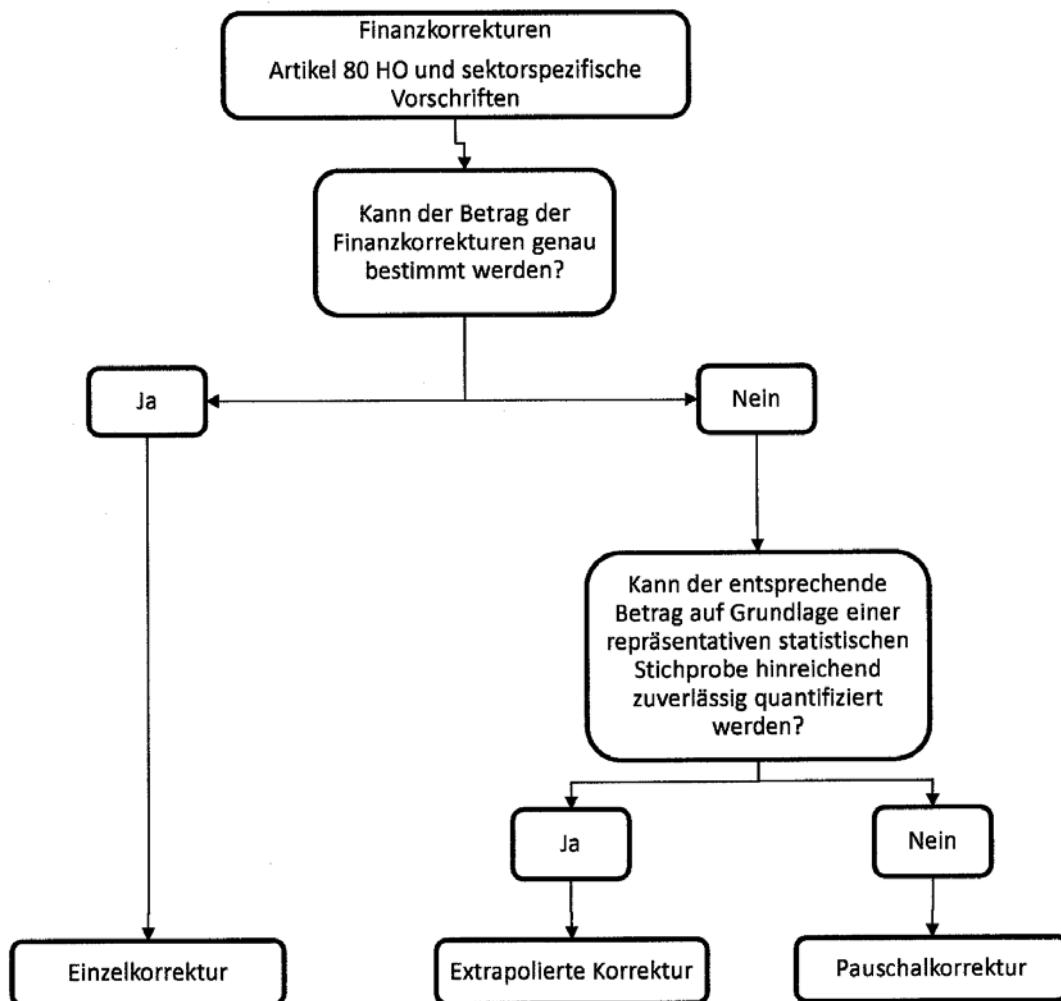 Finanzkorrekturen
Artikel 80 HO und sektorspezifische
Vorschriften
Kann der Betrag der
Finanzkorrekturen genau
bestimmt werden?
Ja
Nein
Kann der entsprechende
Betrag auf Grundlage einer
repräsentativen statistischen
Stichprobe hinreichend
zuverlässig quantifiziert
werden?
Ja
Nein
Einzelkorrektur
Extrapolierte Korrektur
Pauschalkorrektur